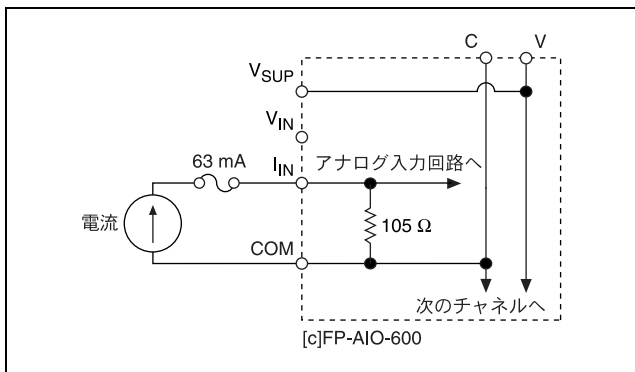 C V
VSUP
VIN
63 mA IIN アナログ入力回路へ
電流
105 Ω
COM
次のチャネルへ
[c]FP-AIO-600